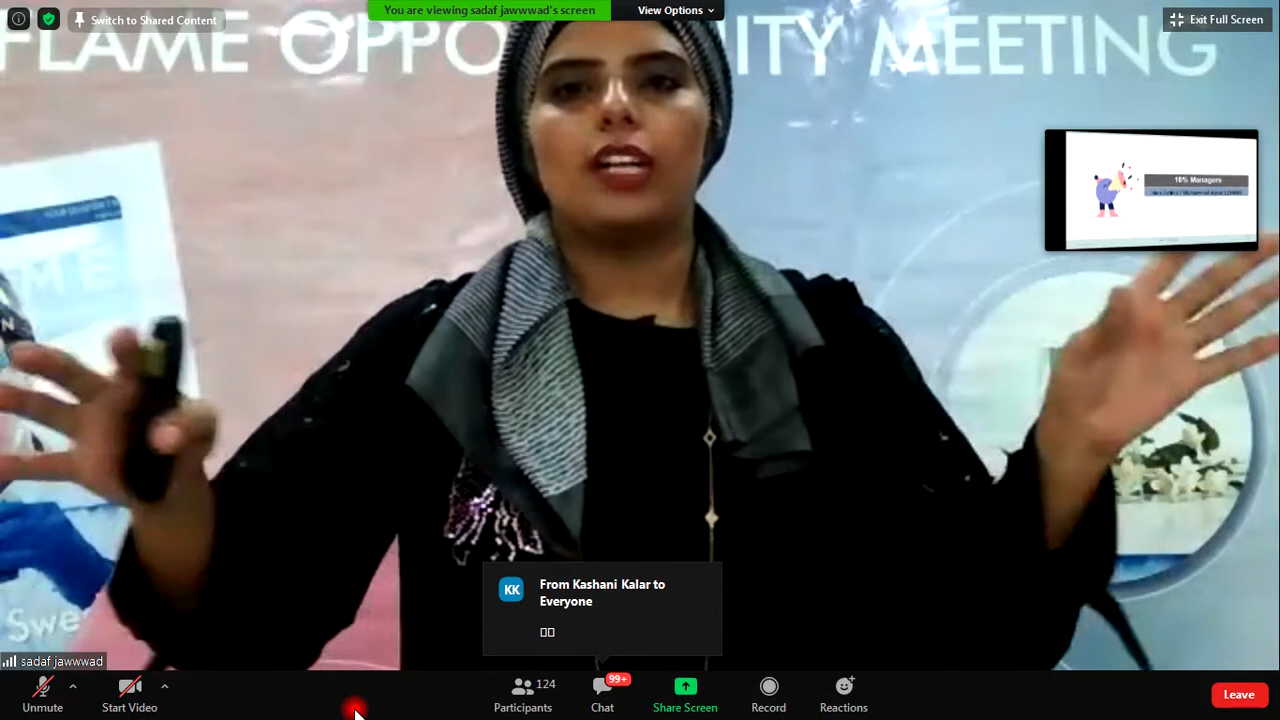 Switch to Shared Content
You are viewing sadaf jawwwad's screen
View Options
Exit Full Screen
FLAME OPPO
ITY MEETING
18% Managers
KK
From Kashani Kalar to
Everyone
Swe
sadaf jawwwad
Unmute
Start Video
124
Participants
99+
Chat
Share Screen
Record
Reactions
Leave